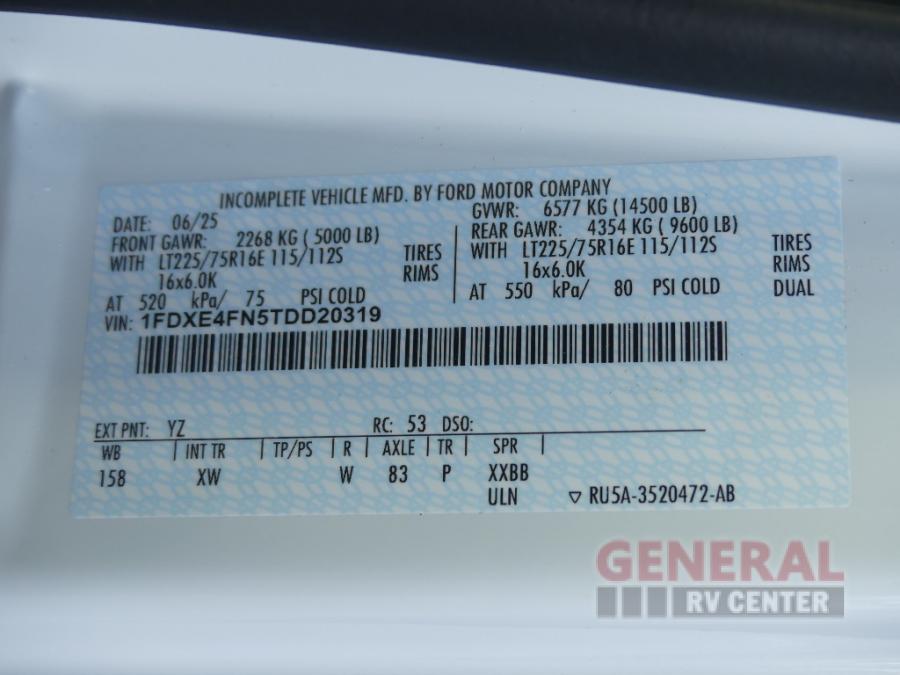 INCOMPLETE VEHICLE MFD. BY FORD MOTOR COMPANY
DATE: 06/25 GVWR: 6577 KG (14500 LB)
FRONT GAWR: 2268 KG ( 5000 LB) REAR GAWR: 4354 KG ( 9600 LB)
WITH LT225/75R16E 115/112S TIRES WITH LT225/75R16E 115/112S TIRES
16x6.0K RIMS 16x6.0K RIMS
AT 520 kPa/ 75 PSI COLD AT 550 kPa/ 80 PSI COLD DUAL
VIN: 1FDXE4FN5TDD20319
EXT PNT: YZ RC: 53 DSO:
WB INT TR TP/PS R AXLE TR SPR
158 XW W 83 P XXBB
ULN ▽ RU5A-3520472-AB
GENERAL
RV CENTER